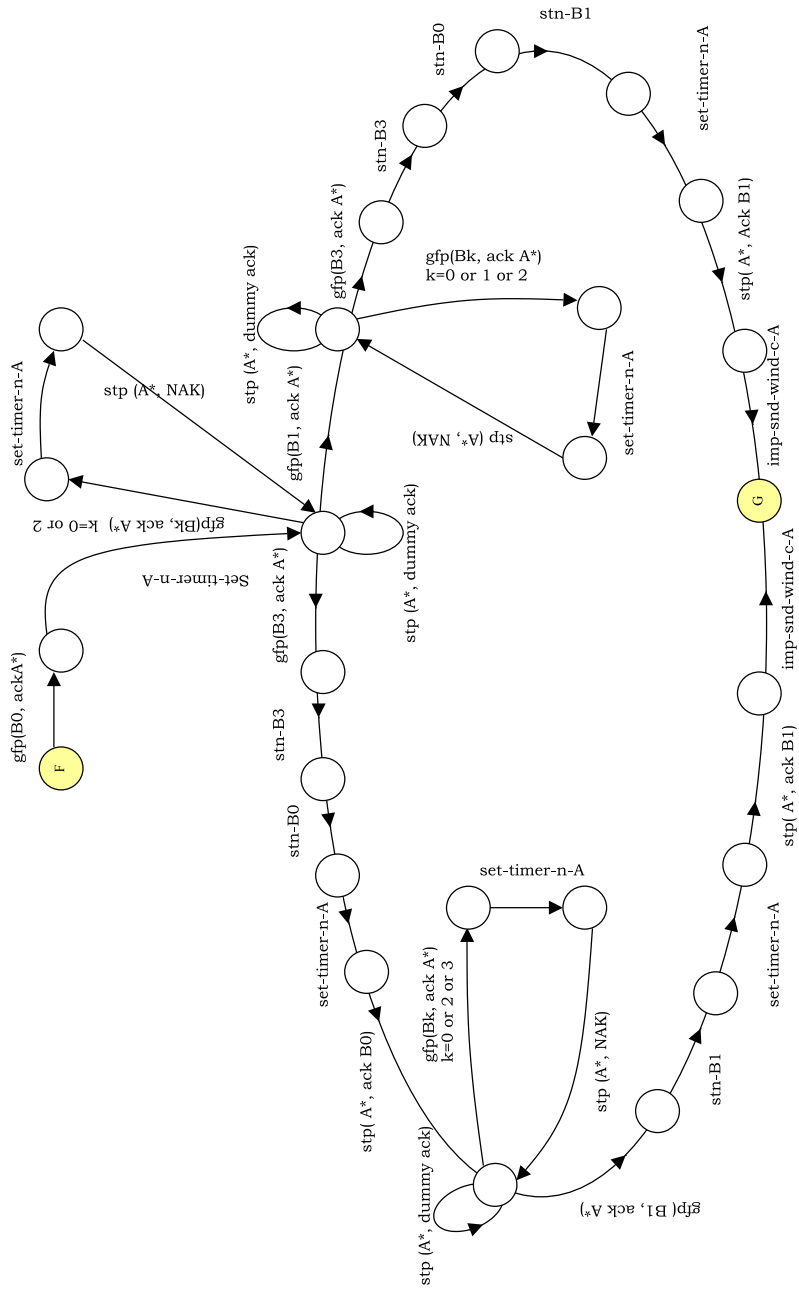 stn-B1
stn-B0
set-timer-n-A
stn-B3
gfp(B3, ack A*)
stp( A*, Ack B1)
stp (A*, dummy ack)
gfp(Bk, ack A*)
k=0 or 1 or 2
set-timer-n-A
stp (A*, NAK)
imp-snd-wind-c-A
gfp(B1, ack A*)
set-timer-n-A
stp (A*, NAK)
G
gfp(Bk, ack A*) k=0 or 2
stp (A*, dummy ack)
Set-timer-n-A
gfp(B3, ack A*)
imp-snd-wind-c-A
gfp(B0, ackA*)
F
stn-B3
stp( A*, ack B1)
stn-B0
set-timer-n-A
set-timer-n-A
set-timer-n-A
gfp(Bk, ack A*)
k=0 or 2 or 3
stp( A*, ack B0)
stp (A*, NAK)
stn-B1
stp (A*, dummy ack)
gfp( B1, ack A*)